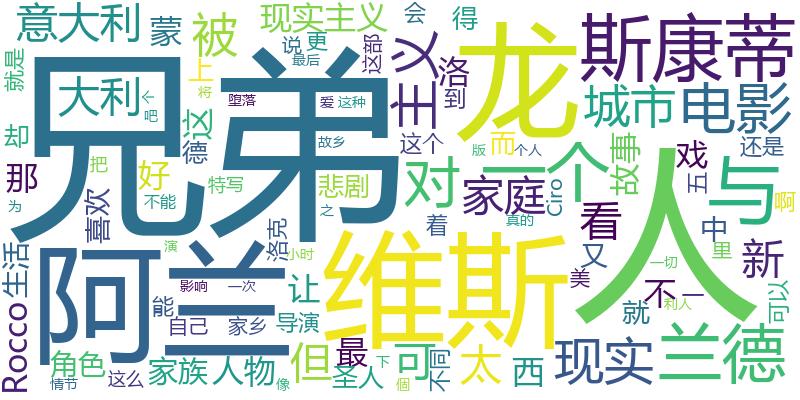 意大利 蒙 被 现实主义 说 更 这部 会 得 斯康蒂
就是 上 最后 主义 洛 到
大利 个 吧 将 堕落 爱 这种 龙 城市 电影
却 兄弟 这 故乡 这个 而 版 个人 故事 戏 还是
那 把 好 德 特写 悲剧 对 一个 人 五 与
为 不能 喜欢 之 家庭 真的 Ciro 看 中 里 啊
Rocco 生活 阿兰 演 洛克 着 维斯 又 美 一切 新
能 影响 一次 小时 让 利人 不 一 可以
自己 家乡 导演 就
角色 这么 家族 人物 但 最 可 太 西 现实 兰德
情节 像 圣人 下 個 不同